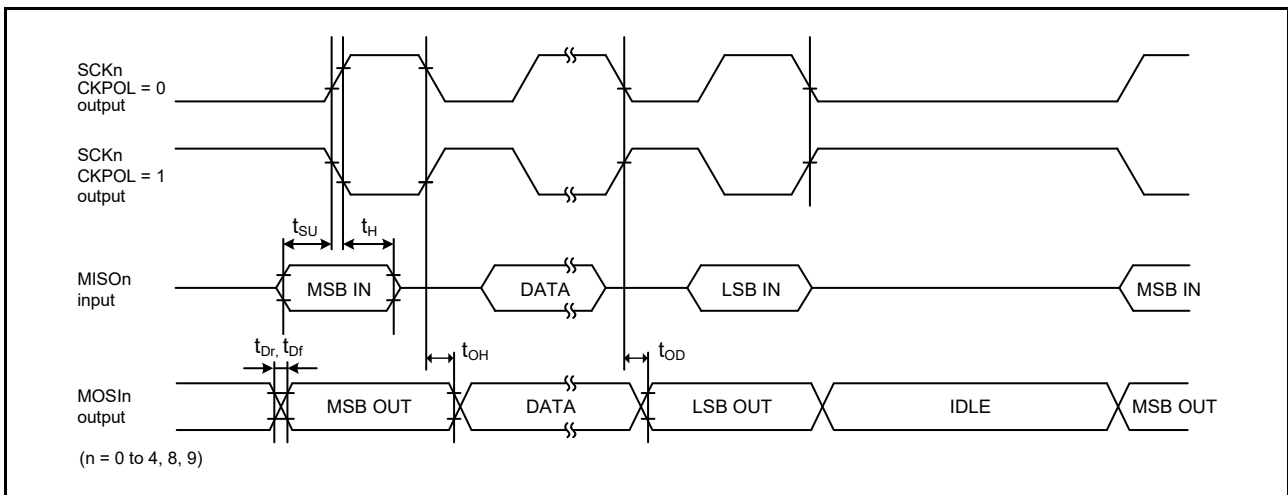 SCKn
CKPOL = 0
output
SCKn
CKPOL = 1
output
tSU
tH
MISOn
input
MSB IN
DATA
LSB IN
MSB IN
tDr, tDf
tOH
tOD
MOSIn
output
MSB OUT
DATA
LSB OUT
IDLE
MSB OUT
(n = 0 to 4, 8, 9)